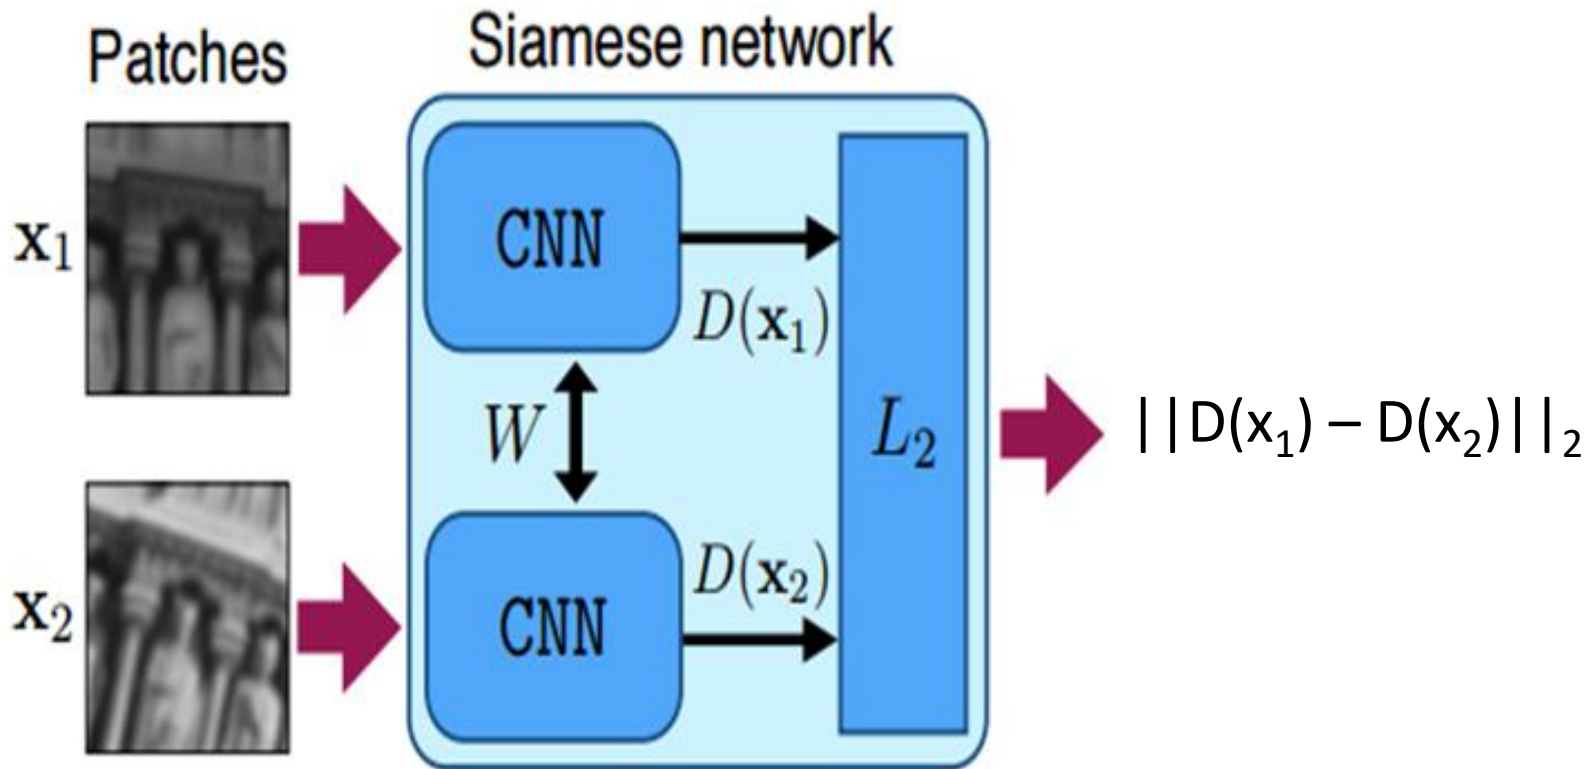 Patches
Siamese network
x₁
CNN
D(x₁)
W
L₂
||D(x₁) – D(x₂)||₂
x₂
CNN
D(x₂)